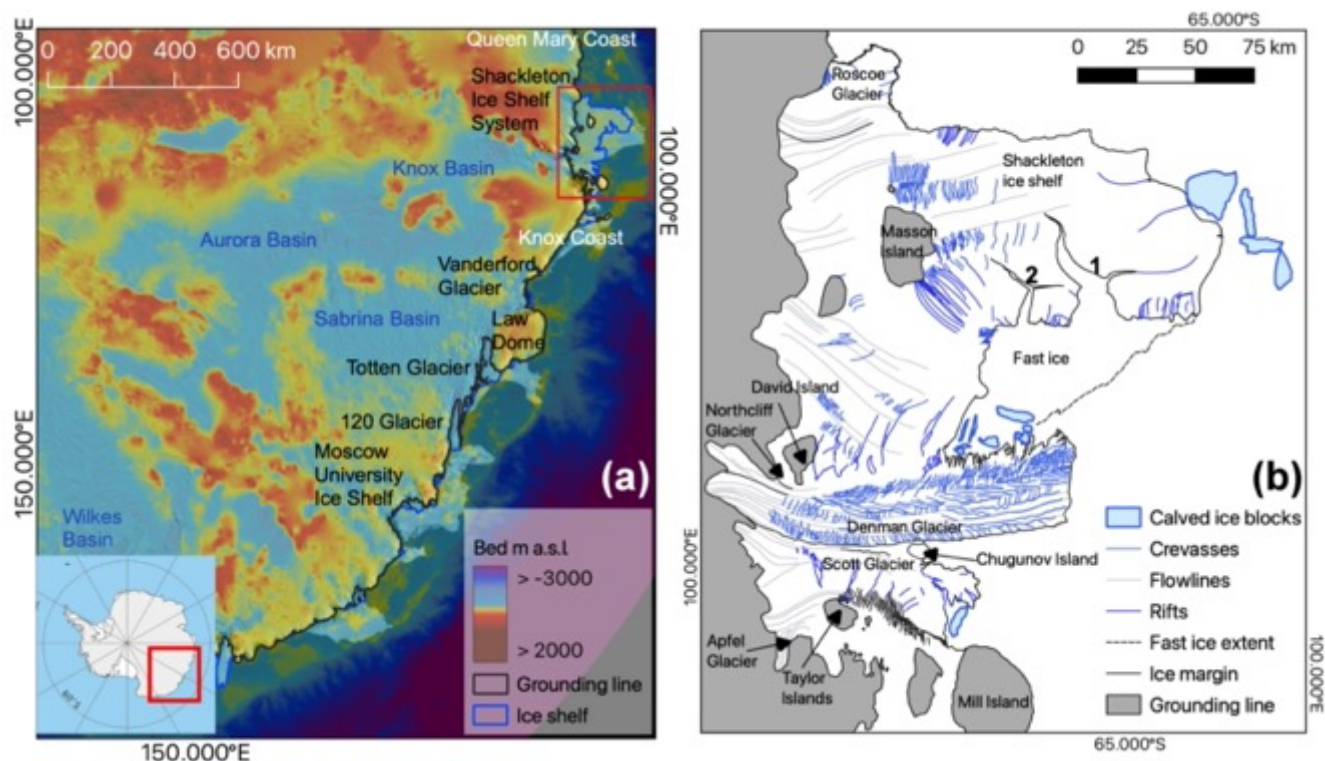 0 200 400 600 km
Queen Mary Coast
Shackleton
Ice Shelf
System
100.000°E
100.000°E
Knox Basin
Aurora Basin
Knox Coast
Vanderford
Glacier
Sabrina Basin
Law
Dome
Totten Glacier
120 Glacier
Moscow
University
Ice Shelf
150.000°E
(a)
Wilkes
Basin
Bed m a.s.l.
> -3000
> 2000
Grounding line
Ice shelf
150.000°E
65.000°S
0 25 50 75 km
Roscoe
Glacier
Shackleton
ice shelf
Masson
Island
1
2
Fast ice
David Island
Northcliff
Glacier
(b)
Denman Glacier
Chugunov Island
Scott Glacier
100.000°E
Apfel
Glacier
Taylor
Islands
Mill Island
Calved ice blocks
Crevasses
Flowlines
Rifts
Fast ice extent
Ice margin
Grounding line
100.000°E
65.000°S